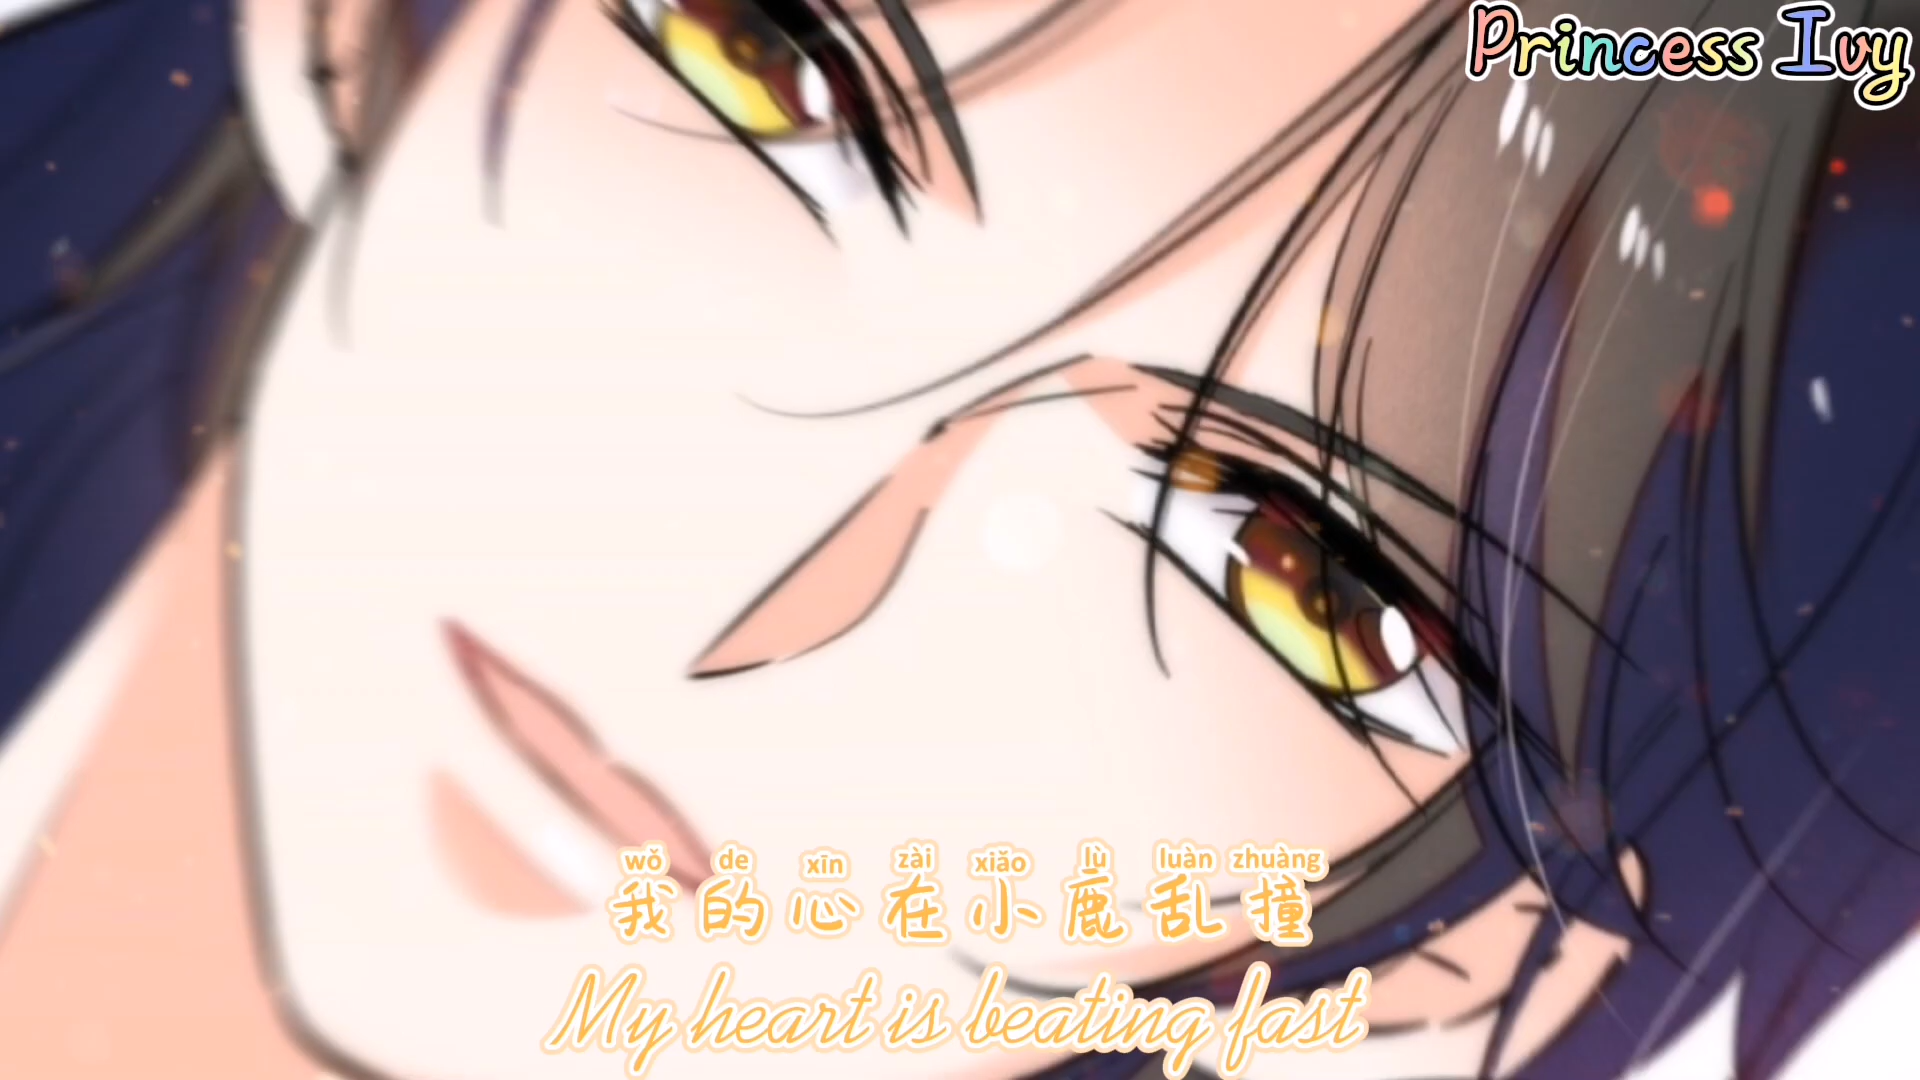 Princess Ivy
wǒ de xīn zài xiǎo lù luàn zhuàng
我的心在小鹿乱撞
My heart is beating fast